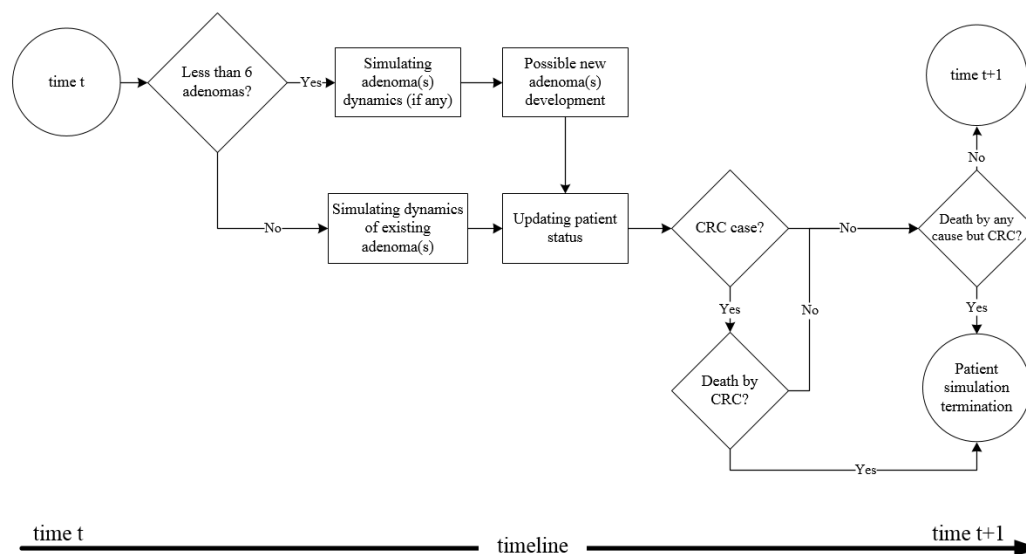 time t
Less than 6
adenomas?
Yes
Simulating
adenoma(s)
dynamics (if any)
Possible new
adenoma(s)
development
time t+1
No
No
Simulating dynamics
of existing
adenoma(s)
Updating patient
status
CRC case?
No
Death by any
cause but CRC?
Yes
No
Yes
Death by
CRC?
Patient
simulation
termination
Yes
time t
timeline
time t+1